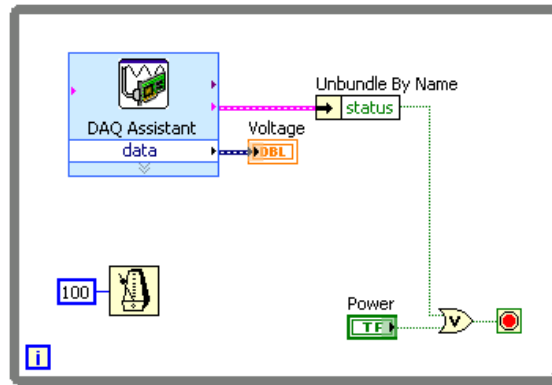 Unbundle By Name
status
DAQ Assistant
data
Voltage
DBL
100
Power
TF
V
i